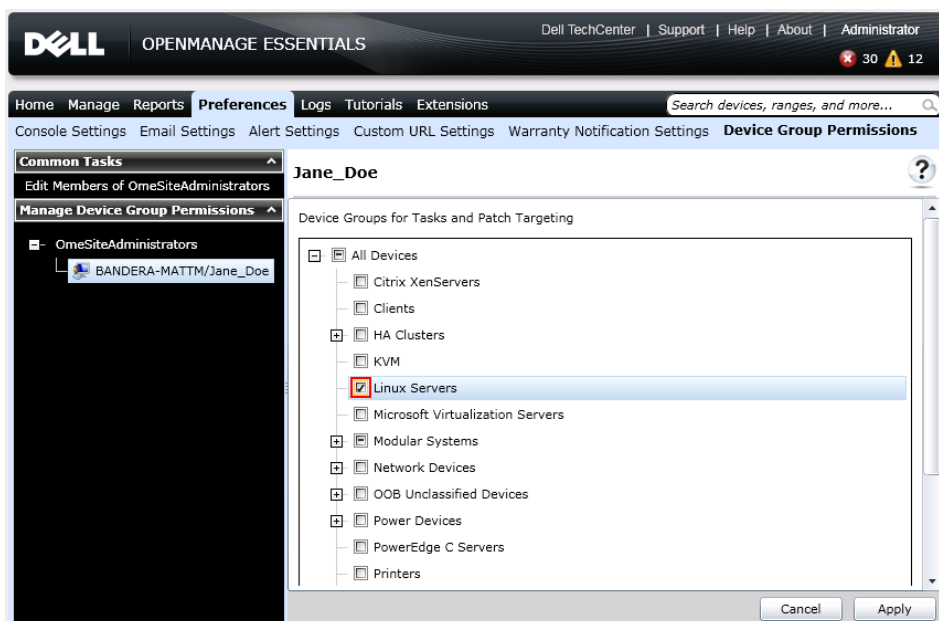 Dell TechCenter | Support | Help | About | Administrator
DELL OPENMANAGE ESSENTIALS
30 12
Home Manage Reports Preferences Logs Tutorials Extensions Search devices, ranges, and more...
Console Settings Email Settings Alert Settings Custom URL Settings Warranty Notification Settings Device Group Permissions
Common Tasks
Edit Members of OmeSiteAdministrators
Manage Device Group Permissions
OmeSiteAdministrators
BANDERA-MATTM/Jane_Doe
Jane_Doe
?
Device Groups for Tasks and Patch Targeting
All Devices
Citrix XenServers
Clients
HA Clusters
KVM
Linux Servers
Microsoft Virtualization Servers
Modular Systems
Network Devices
OOB Unclassified Devices
Power Devices
PowerEdge C Servers
Printers
Cancel Apply